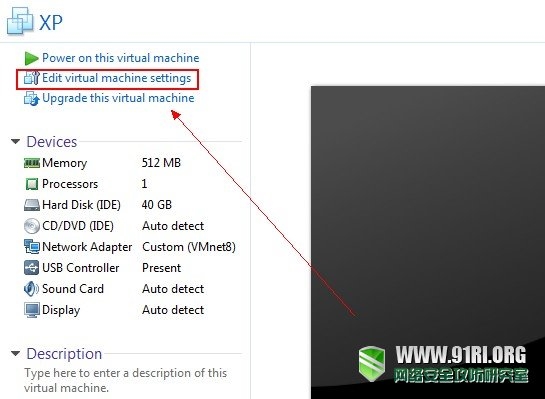 XP
Power on this virtual machine
Edit virtual machine settings
Upgrade this virtual machine
Devices
Memory 512 MB
Processors 1
Hard Disk (IDE) 40 GB
CD/DVD (IDE) Auto detect
Network Adapter Custom (VMnet8)
USB Controller Present
Sound Card Auto detect
Display Auto detect
Description
Type here to enter a description of this
virtual machine.
WWW.91RI.ORG
网络安全攻防研究室